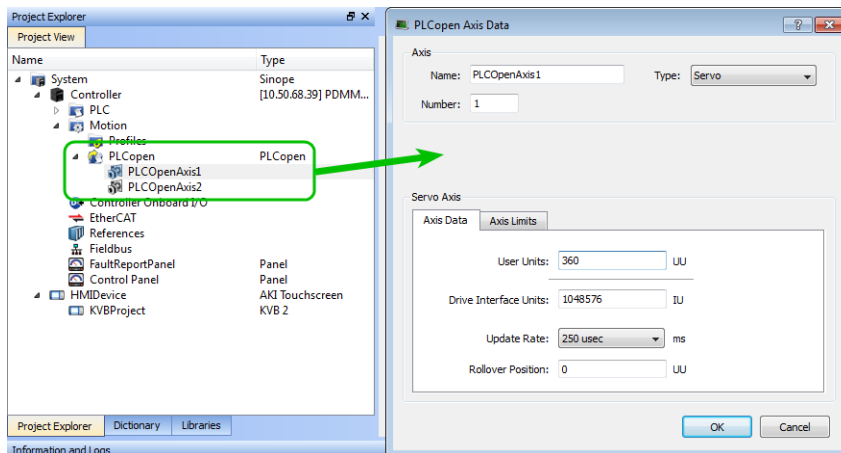 Project Explorer
Project View
Name Type
System Sinope
Controller [10.50.68.39] PDMM...
PLC
Motion
Profiles
PLCopen PLCopen
PLCOpenAxis1
PLCOpenAxis2
Controller Onboard I/O
EtherCAT
References
Fieldbus
FaultReportPanel Panel
Control Panel Panel
HMIDevice AKI Touchscreen
KVBProject KVB 2
Project Explorer Dictionary Libraries
Information and Logs
PLCopen Axis Data
Axis
Name: PLCOpenAxis1 Type: Servo
Number: 1
Servo Axis
Axis Data Axis Limits
User Units: 360 UU
Drive Interface Units: 1048576 IU
Update Rate: 250 usec ms
Rollover Position: 0 UU
OK Cancel